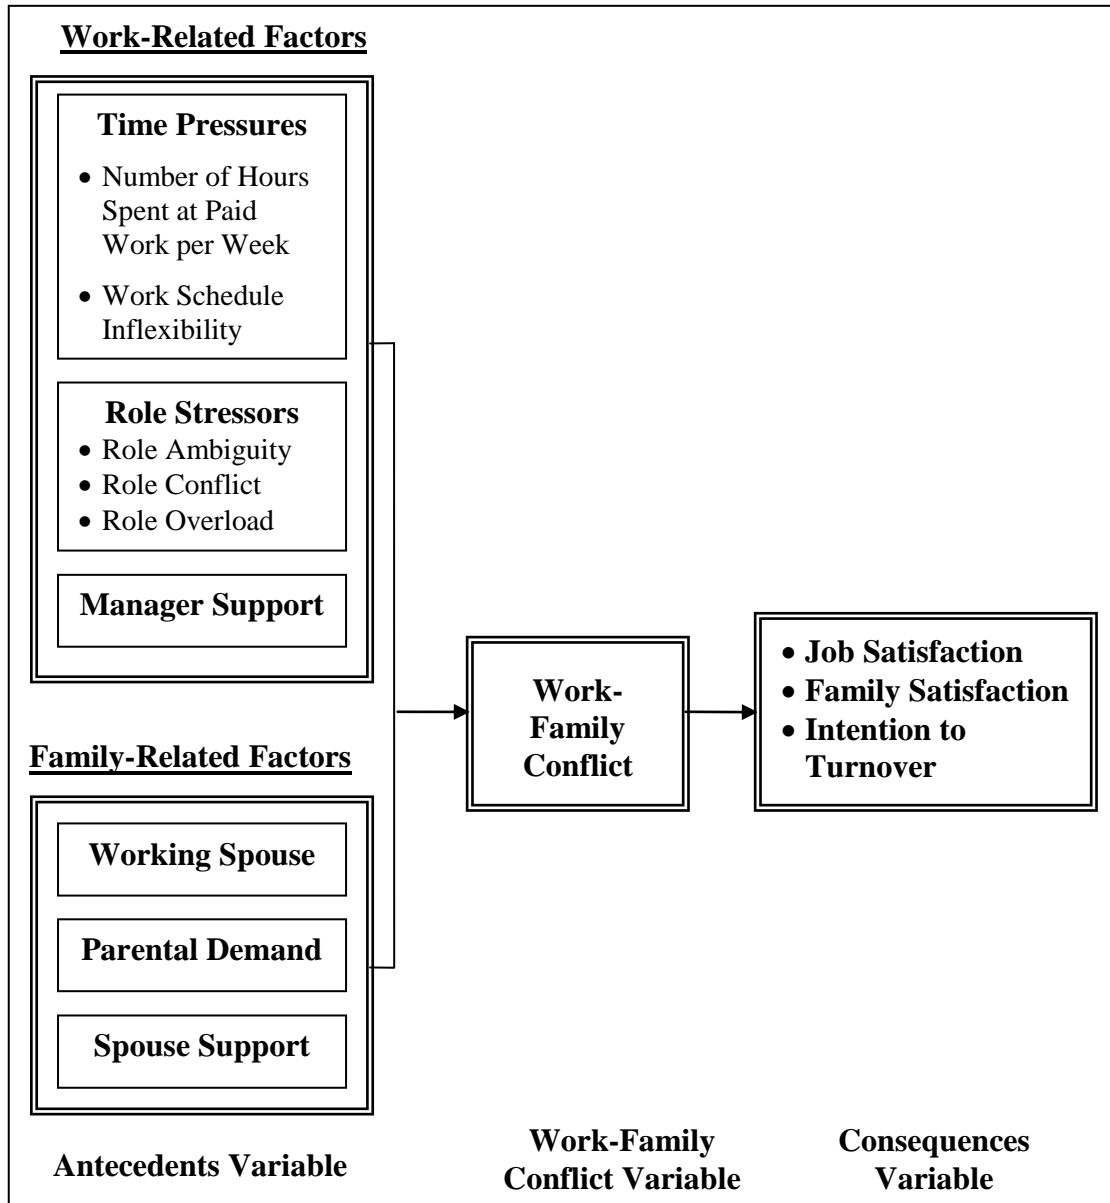 Work-Related Factors
Time Pressures
• Number of Hours
Spent at Paid
Work per Week
• Work Schedule
Inflexibility
Role Stressors
• Role Ambiguity
• Role Conflict
• Role Overload
Manager Support
Family-Related Factors
Working Spouse
Parental Demand
Spouse Support
Antecedents Variable
Work-
Family
Conflict
Work-Family
Conflict Variable
• Job Satisfaction
• Family Satisfaction
• Intention to
Turnover
Consequences
Variable